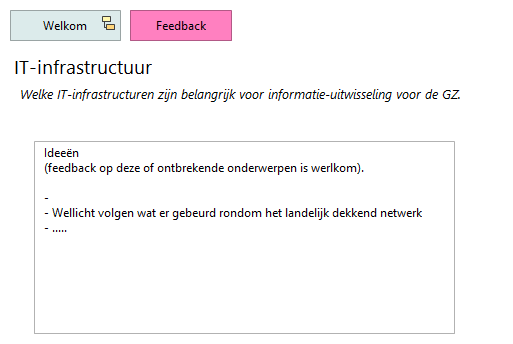 Welkom
Feedback
IT-infrastructuur
Welke IT-infrastructuren zijn belangrijk voor informatie-uitwisseling voor de GZ.
Ideeën
(feedback op deze of ontbrekende onderwerpen is werlkom).
-
- Wellicht volgen wat er gebeurd rondom het landelijk dekkend netwerk
- .....